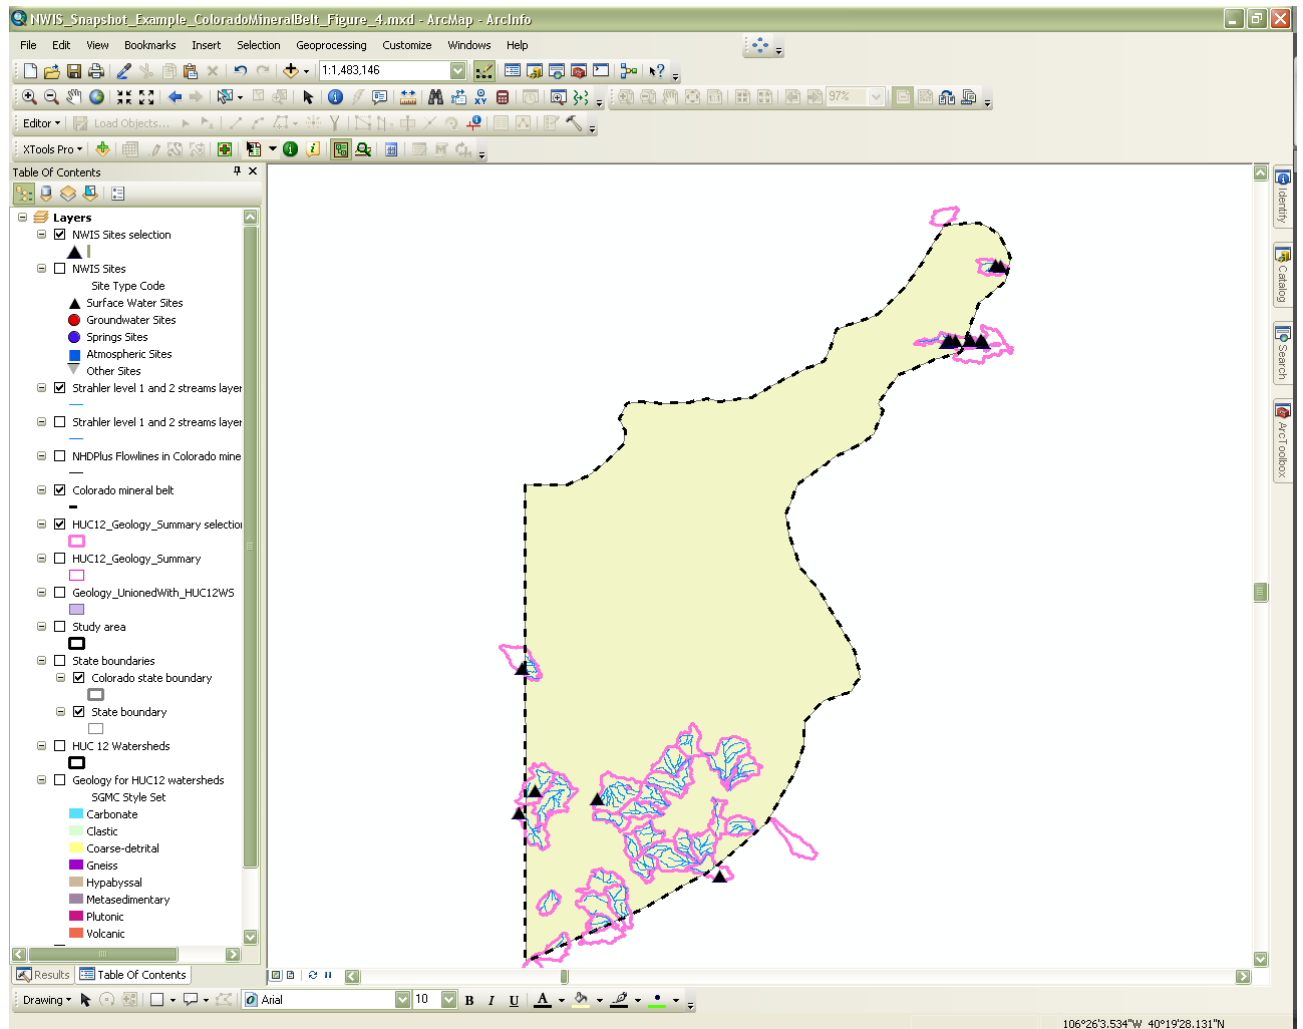 NWIS_Snapshot_Example_ColoradoMineralBelt_Figure_4.mxd - ArcMap - ArcInfo
File Edit View Bookmarks Insert Selection Geoprocessing Customize Windows Help
1:1,483,146
97%
Editor Load Objects...
XTools Pro
Table Of Contents
Layers
NWIS Sites selection
NWIS Sites
Site Type Code
Surface Water Sites
Groundwater Sites
Springs Sites
Atmospheric Sites
Other Sites
Strahler level 1 and 2 streams layer
Strahler level 1 and 2 streams layer
NHDPlus Flowlines in Colorado mine
Colorado mineral belt
HUC12_Geology_Summary selection
HUC12_Geology_Summary
Geology_UnionedWith_HUC12WS
Study area
State boundaries
Colorado state boundary
State boundary
HUC 12 Watersheds
Geology for HUC12 watersheds
SGMC Style Set
Carbonate
Clastic
Coarse-detrital
Gneiss
Hypabyssal
Metasedimentary
Plutonic
Volcanic
Identify
Catalog
Search
ArcToolbox
Results Table Of Contents
Drawing Arial 10 B I U A
106°26'3.534"W 40°19'28.131"N